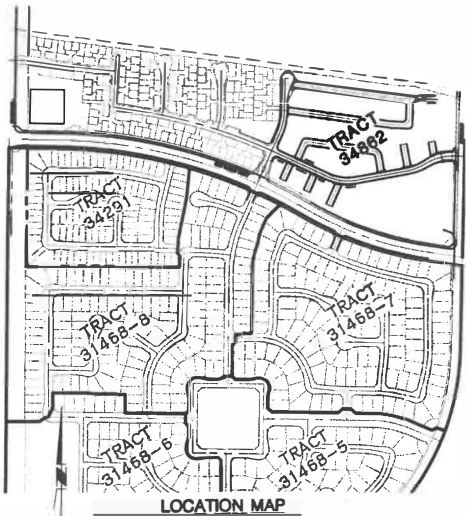 TRACT
34862
TRACT
34291
TRACT
31468-8
TRACT
31468-7
TRACT
31468-6
TRACT
31468-5
N
LOCATION MAP